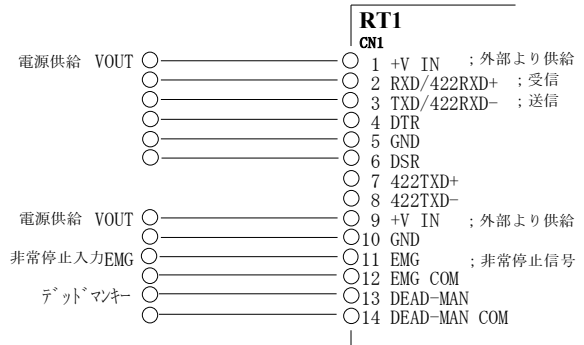 RT1
CN1
電源供給 VOUT 1 +V IN ;外部より供給
2 RXD/422RXD+ ;受信
3 TXD/422RXD- ;送信
4 DTR
5 GND
6 DSR
7 422TXD+
8 422TXD-
電源供給 VOUT 9 +V IN ;外部より供給
10 GND
非常停止入力EMG 11 EMG ;非常停止信号
12 EMG COM
デッドマンキー 13 DEAD-MAN
14 DEAD-MAN COM